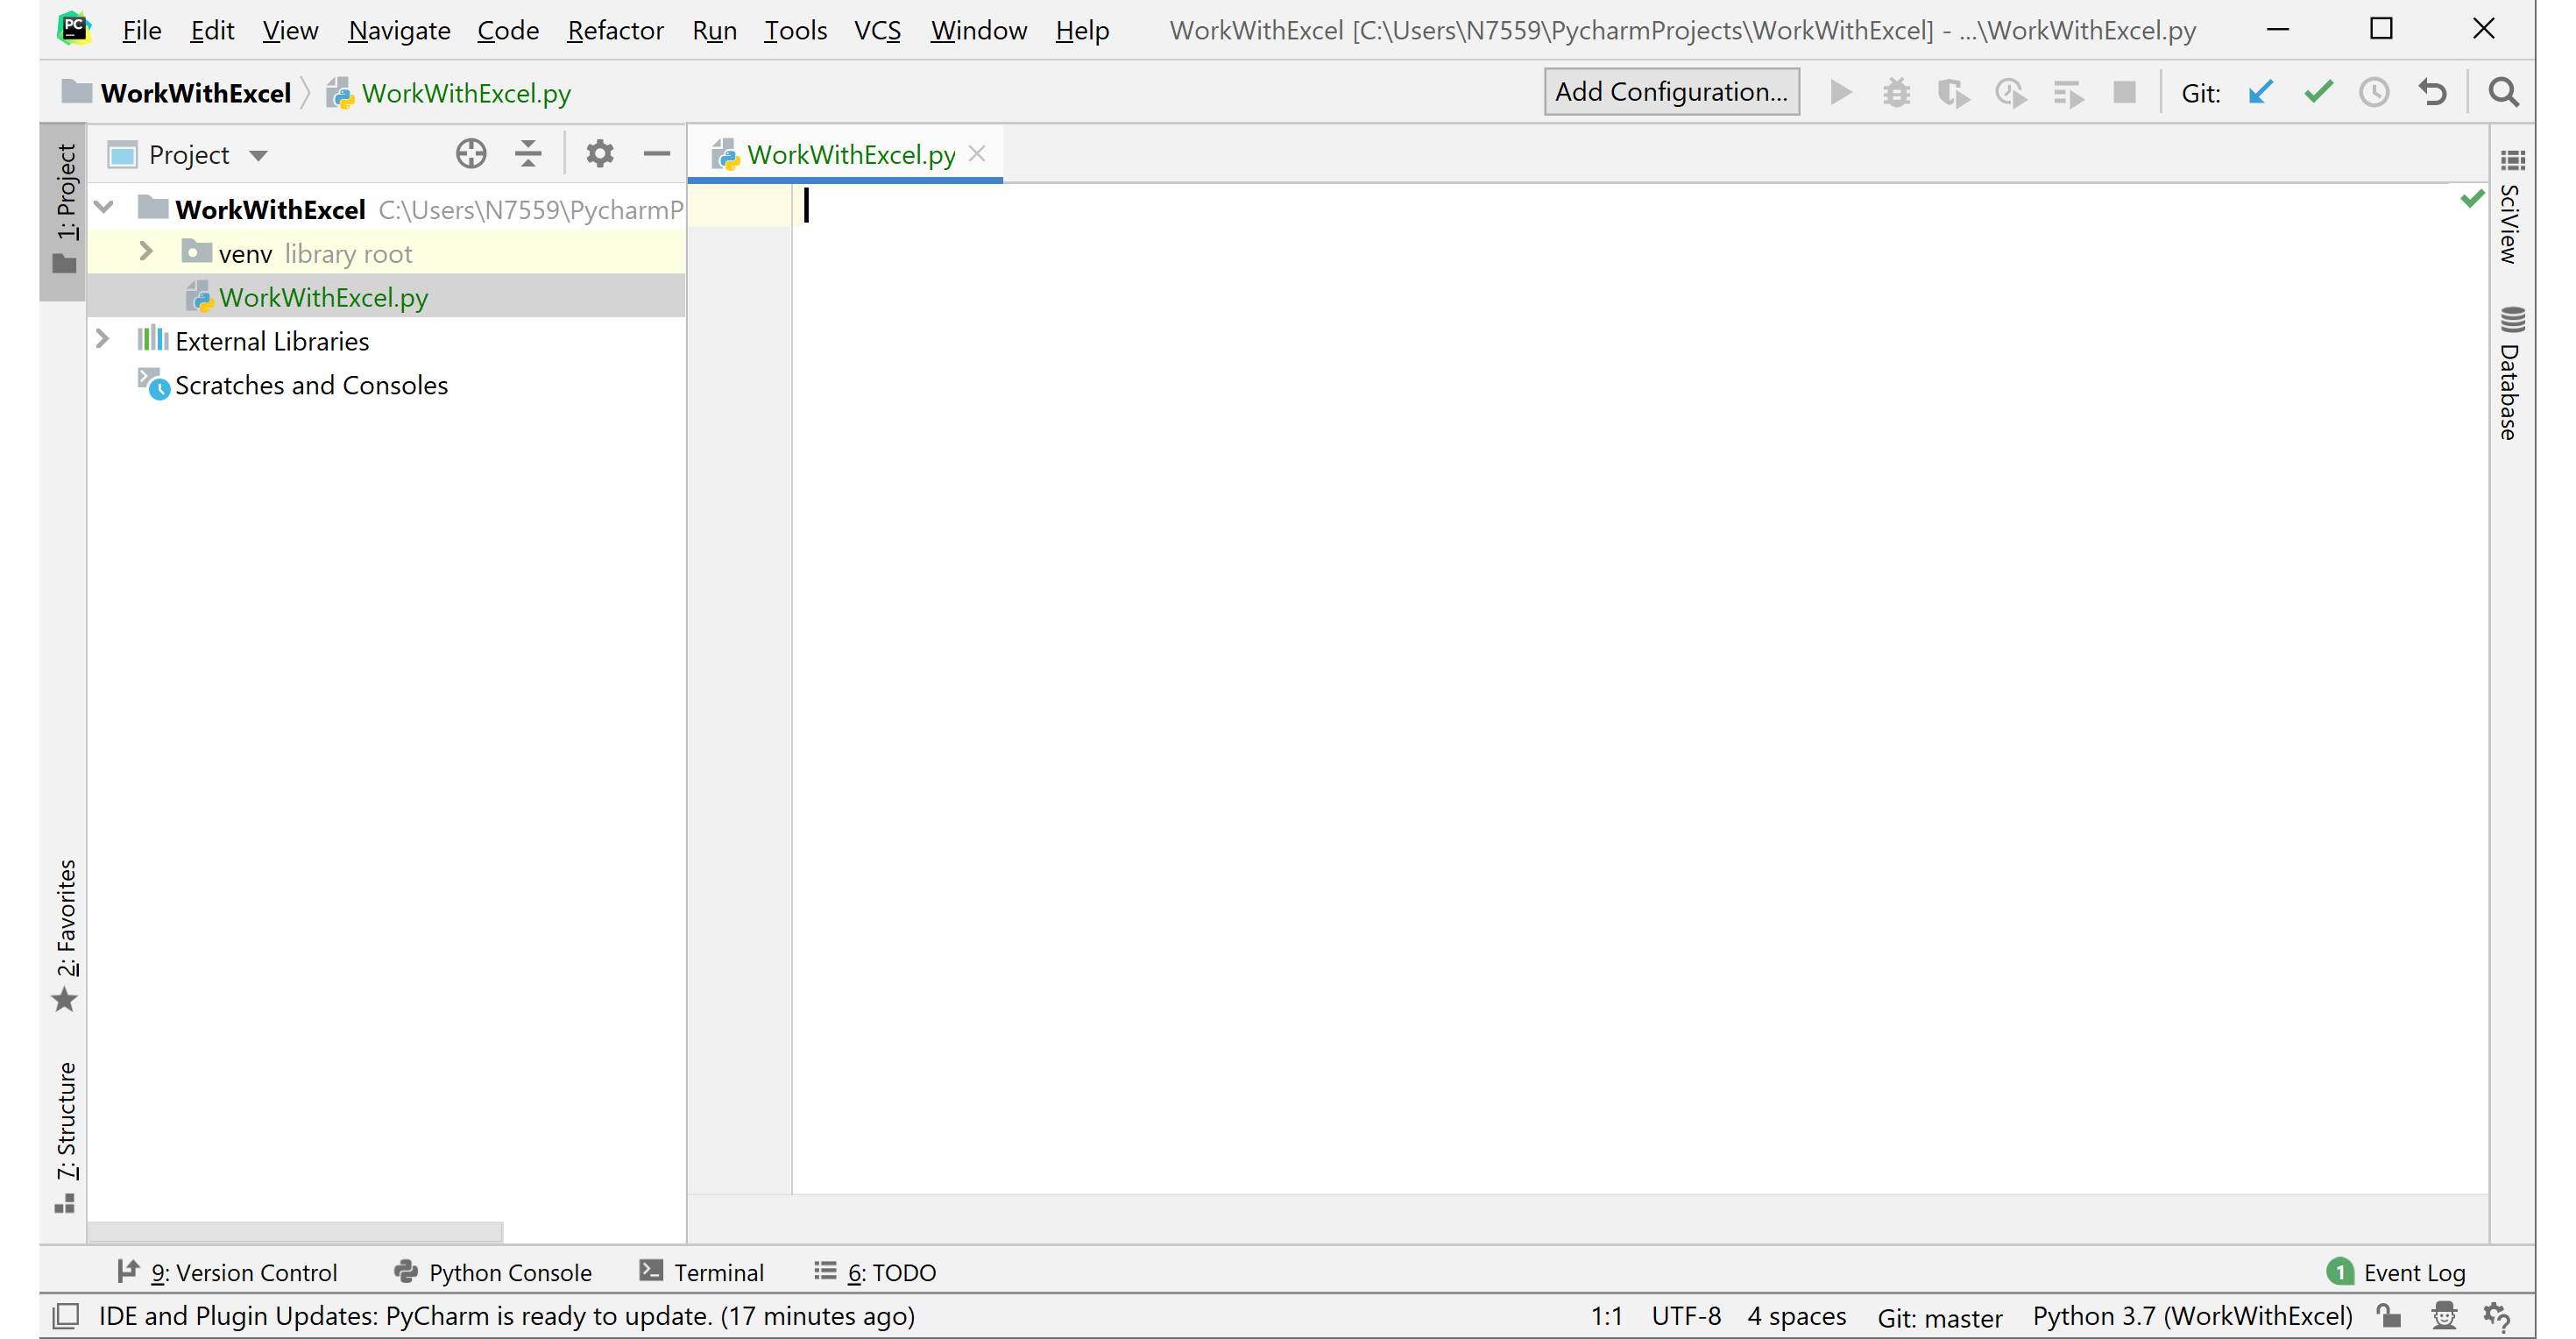 PC
File Edit View Navigate Code Refactor Run Tools VCS Window Help WorkWithExcel [C:\Users\N7559\PycharmProjects\WorkWithExcel] - ...\WorkWithExcel.py
WorkWithExcel WorkWithExcel.py Add Configuration... Git:
1: Project
Project
WorkWithExcel.py
WorkWithExcel C:\Users\N7559\PycharmP
venv library root
WorkWithExcel.py
External Libraries
Scratches and Consoles
SciView
Database
2: Favorites
7: Structure
9: Version Control Python Console Terminal 6: TODO 1 Event Log
IDE and Plugin Updates: PyCharm is ready to update. (17 minutes ago) 1:1 UTF-8 4 spaces Git: master Python 3.7 (WorkWithExcel)